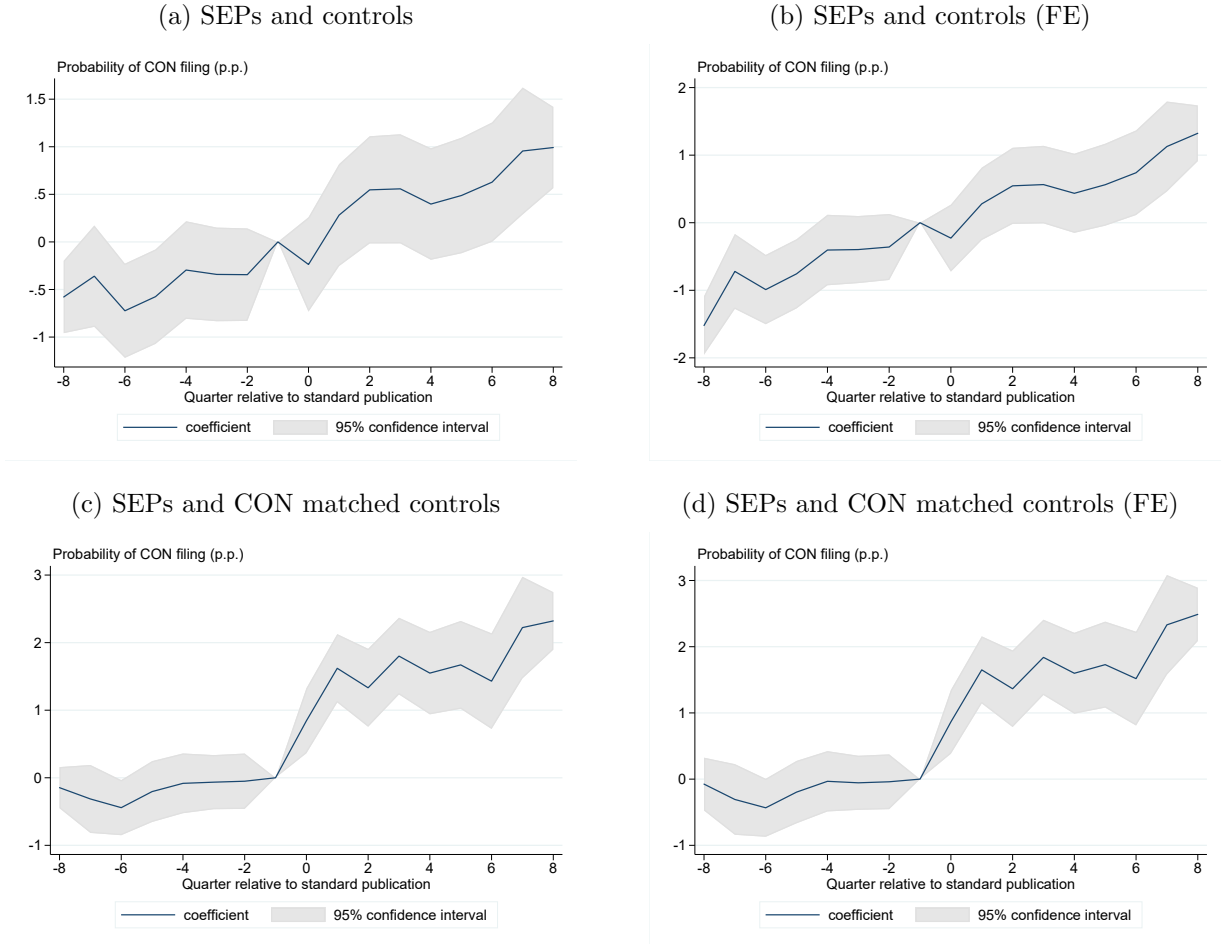 (a) SEPs and controls
Probability of CON filing (p.p.)
1.5
1
.5
0
-.5
-1
-8 -6 -4 -2 0 2 4 6 8
Quarter relative to standard publication
coefficient 95% confidence interval
(b) SEPs and controls (FE)
Probability of CON filing (p.p.)
2
1
0
-1
-2
-8 -6 -4 -2 0 2 4 6 8
Quarter relative to standard publication
coefficient 95% confidence interval
(c) SEPs and CON matched controls
Probability of CON filing (p.p.)
3
2
1
0
-1
-8 -6 -4 -2 0 2 4 6 8
Quarter relative to standard publication
coefficient 95% confidence interval
(d) SEPs and CON matched controls (FE)
Probability of CON filing (p.p.)
3
2
1
0
-1
-8 -6 -4 -2 0 2 4 6 8
Quarter relative to standard publication
coefficient 95% confidence interval